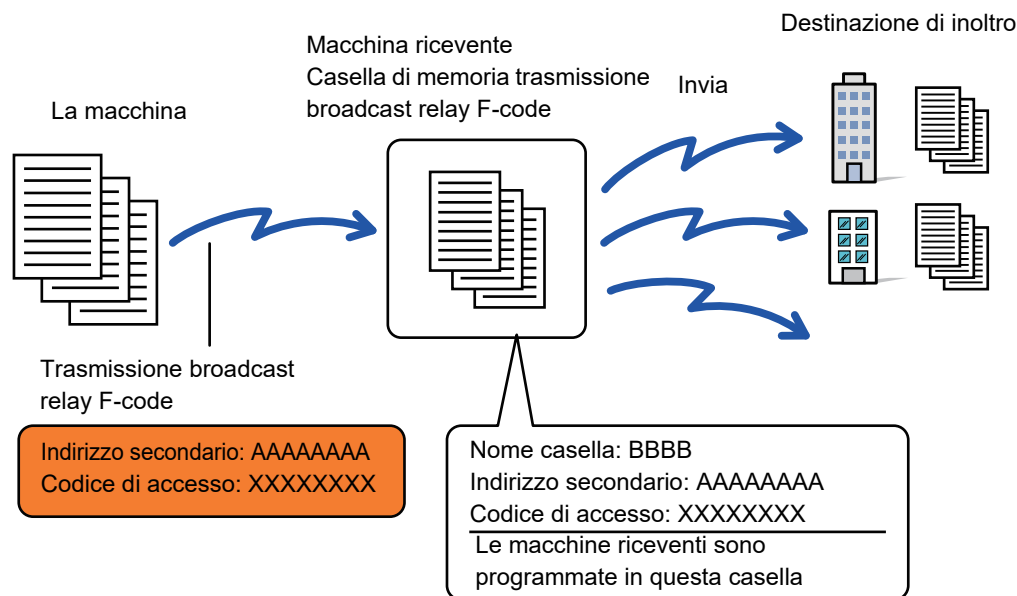 Destinazione di inoltro
Macchina ricevente
Casella di memoria trasmissione
broadcast relay F-code
Invia
La macchina
Trasmissione broadcast
relay F-code
Indirizzo secondario: AAAAAAAA
Codice di accesso: XXXXXXXX
Nome casella: BBBB
Indirizzo secondario: AAAAAAAA
Codice di accesso: XXXXXXXX
Le macchine riceventi sono
programmate in questa casella